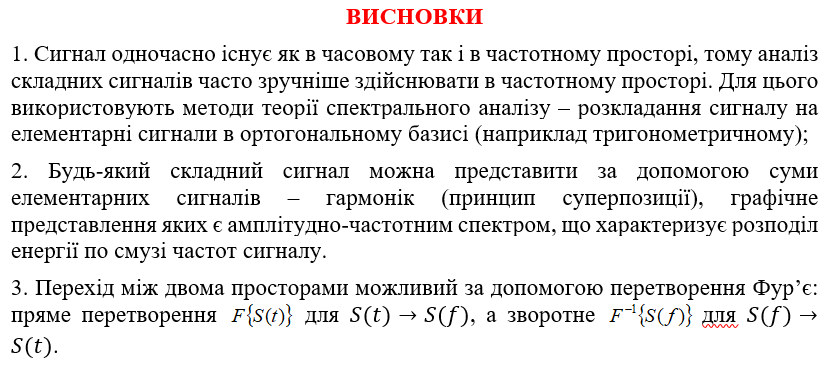 ВИСНОВКИ
1. Сигнал одночасно існує як в часовому так і в частотному просторі, тому аналіз
складних сигналів часто зручніше здійснювати в частотному просторі. Для цього
використовують методи теорії спектрального аналізу – розкладання сигналу на
елементарні сигнали в ортогональному базисі (наприклад тригонометричному);
2. Будь-який складний сигнал можна представити за допомогою суми
елементарних сигналів – гармонік (принцип суперпозиції), графічне
представлення яких є амплітудно-частотним спектром, що характеризує розподіл
енергії по смузі частот сигналу.
3. Перехід між двома просторами можливий за допомогою перетворення Фур’є:
пряме перетворення F{S(t)} для S(t) → S(f), а зворотне F⁻¹{S(f)} для S(f) →
S(t).